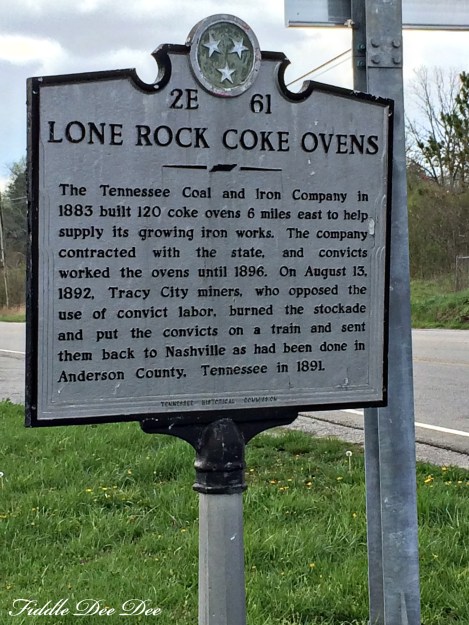 2E 61
LONE ROCK COKE OVENS
The Tennessee Coal and Iron Company in
1883 built 120 coke ovens 6 miles east to help
supply its growing iron works. The company
contracted with the state, and convicts
worked the ovens until 1896. On August 13,
1892, Tracy City miners, who opposed the
use of convict labor, burned the stockade
and put the convicts on a train and sent
them back to Nashville as had been done in
Anderson County, Tennessee in 1891.
TENNESSEE HISTORICAL COMMISSION
Fiddle Dee Dee